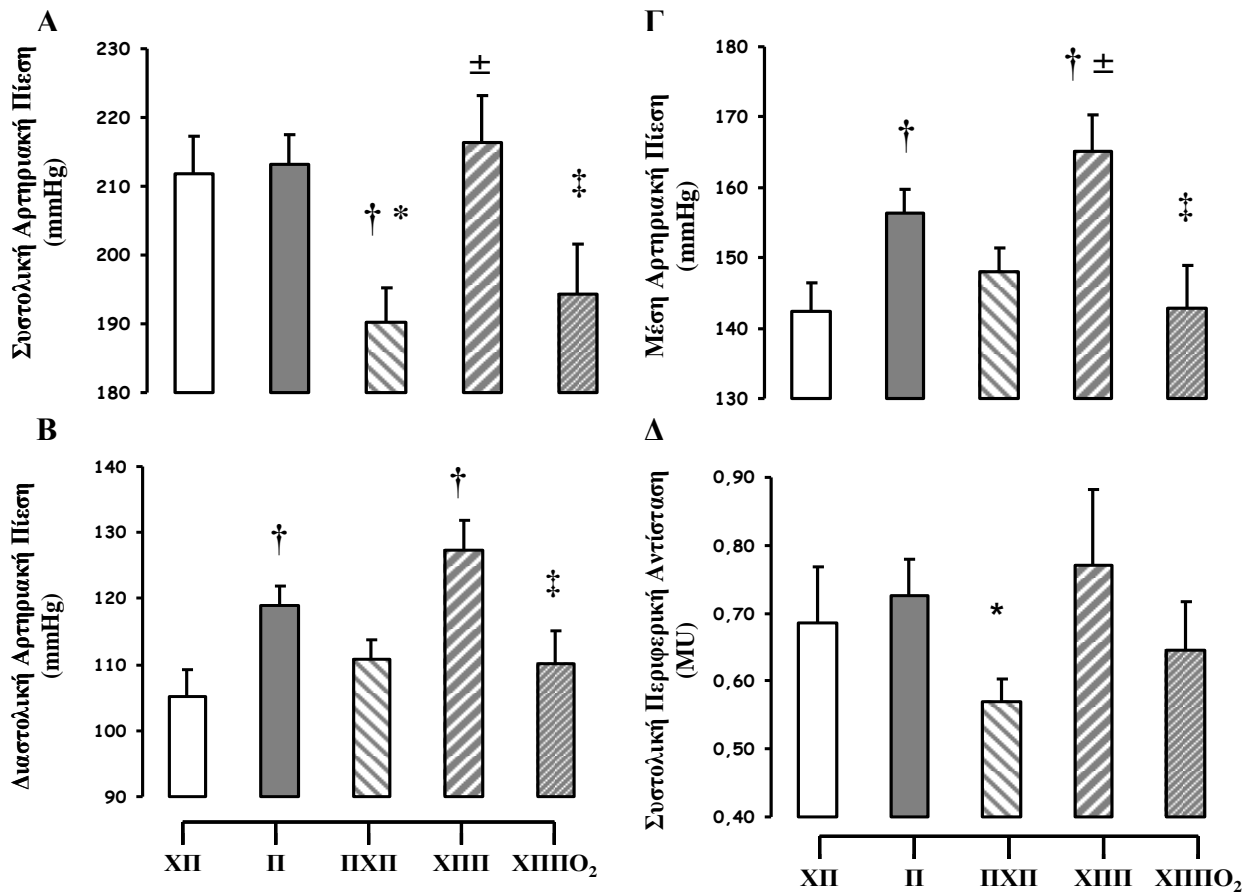 Α
Συστολική Αρτηριακή Πίεση
(mmHg)
230
220
210
200
190
180
±
† *
‡
Γ
Μέση Αρτηριακή Πίεση
(mmHg)
180
170
160
150
140
130
†
† ±
‡
Β
Διαστολική Αρτηριακή Πίεση
(mmHg)
140
130
120
110
100
90
†
†
‡
ΧΠ Π ΠΧΠ ΧΠΠ ΧΠΠΟ₂
Δ
Συστολική Περιφερική Αντίσταση
(MU)
0,90
0,80
0,70
0,60
0,50
0,40
*
ΧΠ Π ΠΧΠ ΧΠΠ ΧΠΠΟ₂